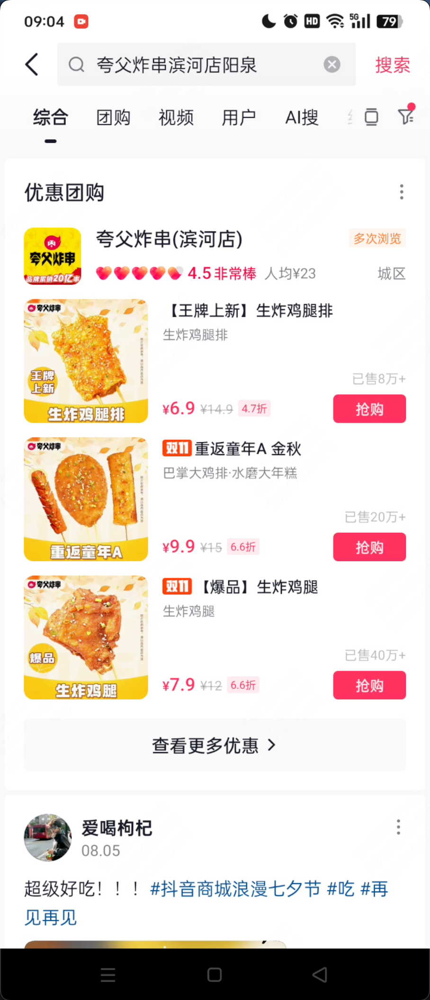 09:04
HD
5G
79
夸父炸串滨河店阳泉
搜索
综合
团购
视频
用户
AI搜
优惠团购
夸父炸串
品牌累销20亿串
夸父炸串(滨河店)
多次浏览
4.5 非常棒 人均¥23
城区
夸父炸串
王牌
上新
生炸鸡腿排
【王牌上新】生炸鸡腿排
生炸鸡腿排
已售8万+
¥6.9 ¥14.9 4.7折
抢购
夸父炸串
重返童年A
双11 重返童年A 金秋
巴掌大鸡排·水磨大年糕
已售20万+
¥9.9 ¥15 6.6折
抢购
夸父炸串
爆品
生炸鸡腿
双11 【爆品】生炸鸡腿
生炸鸡腿
已售40万+
¥7.9 ¥12 6.6折
抢购
查看更多优惠
爱喝枸杞
08.05
超级好吃！！！ #抖音商城浪漫七夕节 #吃 #再
见再见